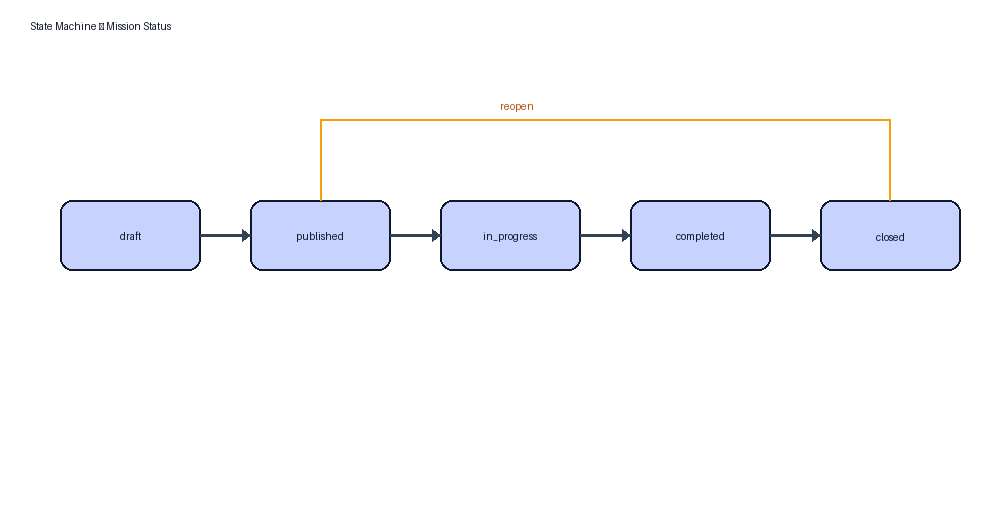 State Machine ☒ Mission Status
reopen
draft
published
in_progress
completed
closed